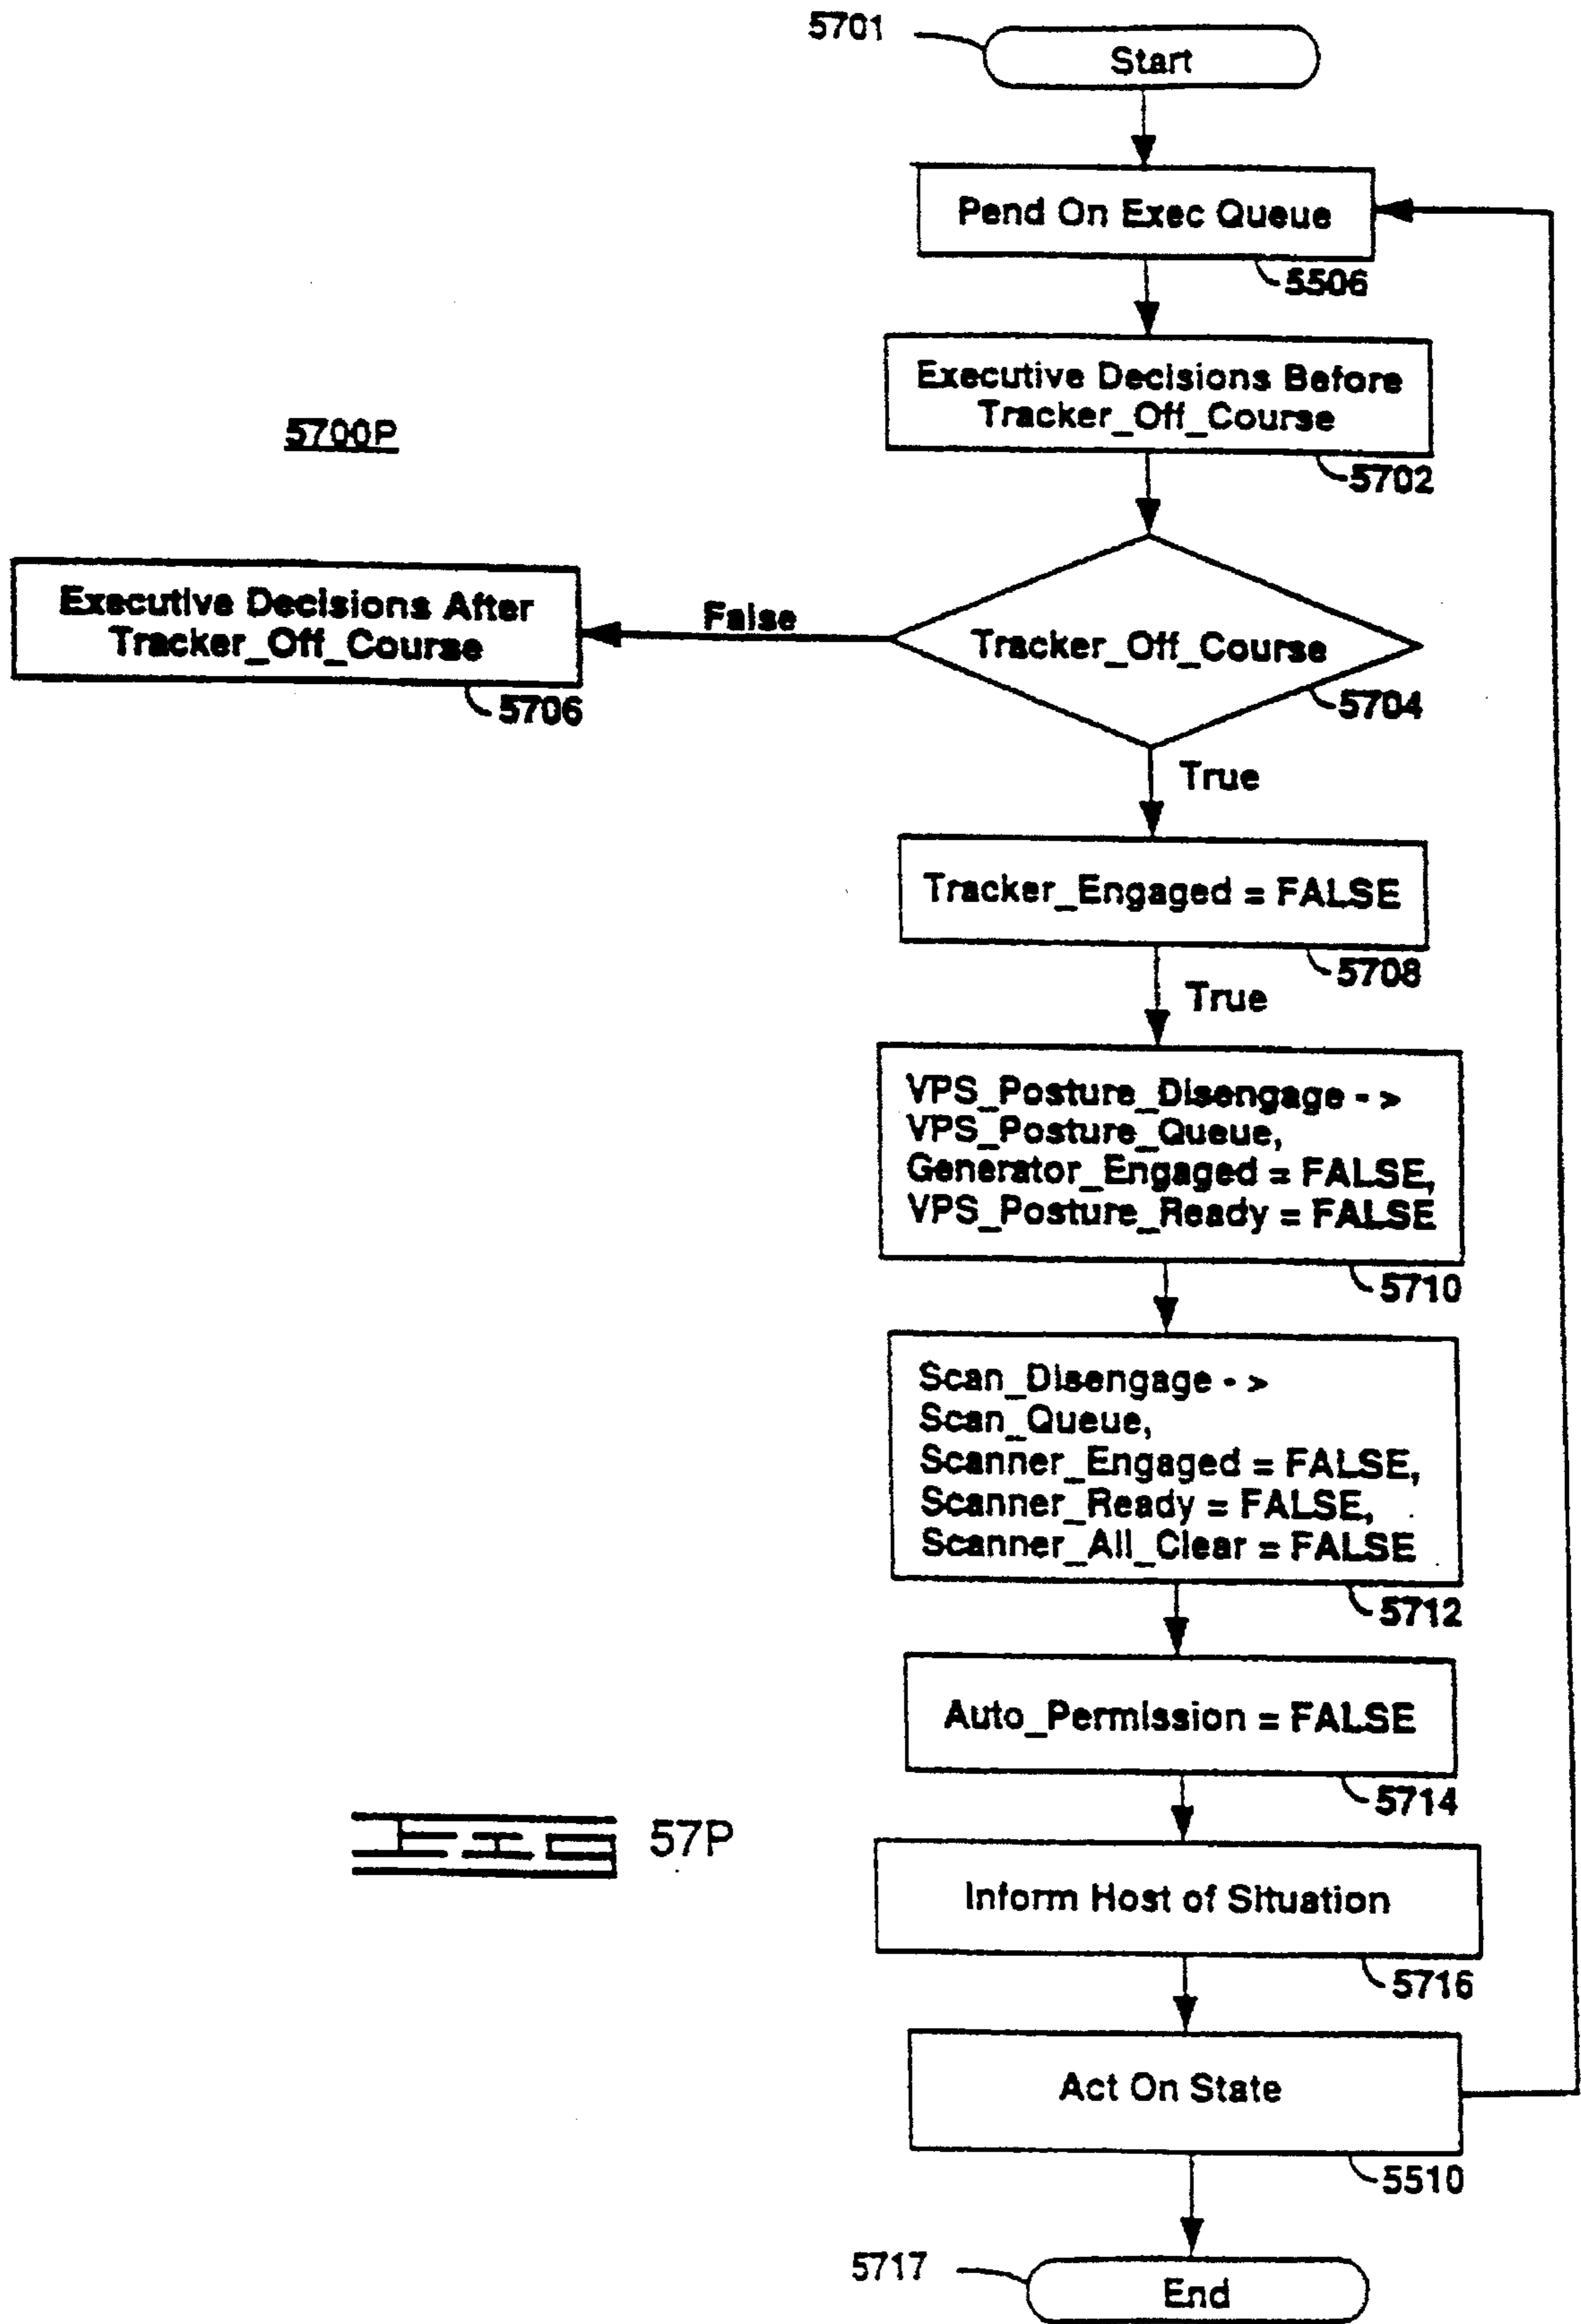 5701
Start
Pend On Exec Queue
5506
Executive Decisions Before
Tracker_Off_Course
5702
5700P
Executive Decisions After
Tracker_Off_Course
5706
False
Tracker_Off_Course
5704
True
Tracker_Engaged = FALSE
5708
True
VPS_Posture_Disengage - >
VPS_Posture_Queue,
Generator_Engaged = FALSE,
VPS_Posture_Ready = FALSE
5710
Scan_Disengage - >
Scan_Queue,
Scanner_Engaged = FALSE,
Scanner_Ready = FALSE,
Scanner_All_Clear = FALSE
5712
Auto_Permission = FALSE
5714
FIG 57P
Inform Host of Situation
5716
Act On State
5510
5717
End